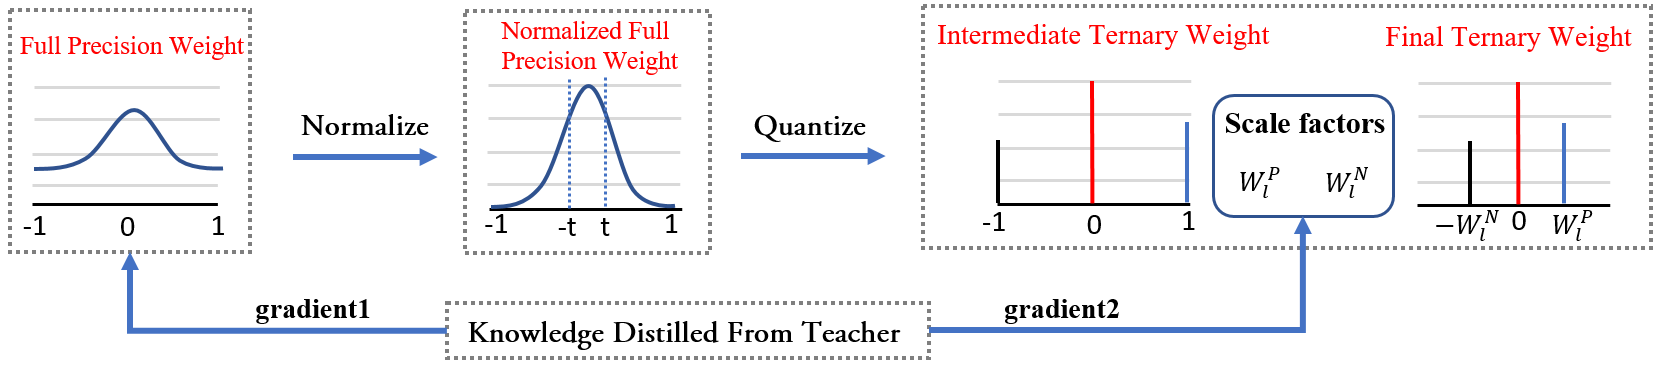 Full Precision Weight
-1 0 1
Normalize
Normalized Full
Precision Weight
-1 -t t 1
Quantize
Intermediate Ternary Weight
-1 0 1
Scale factors
W_l^P W_l^N
Final Ternary Weight
−W_l^N 0 W_l^P
gradient1
Knowledge Distilled From Teacher
gradient2